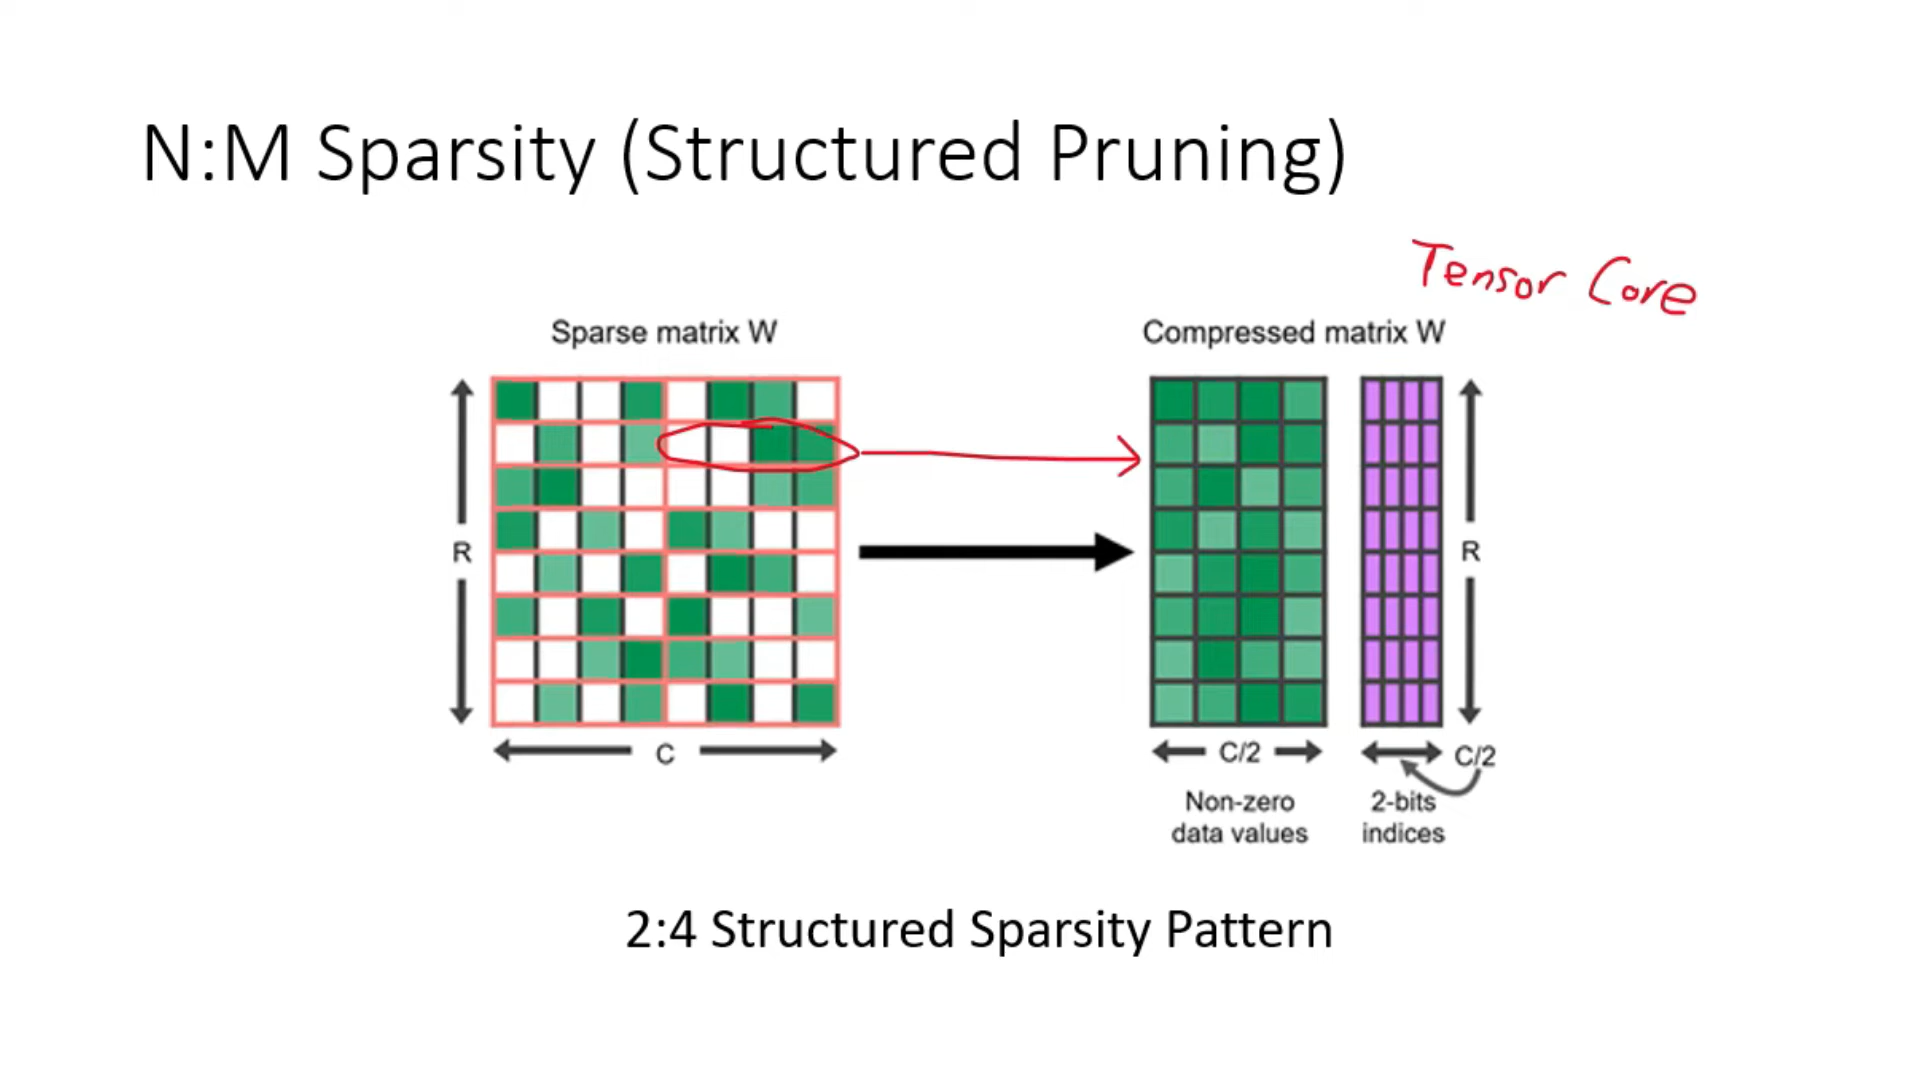 N:M Sparsity (Structured Pruning)
Tensor Core
Sparse matrix W
Compressed matrix W
R
R
C
C/2
C/2
Non-zero
data values
2-bits
indices
2:4 Structured Sparsity Pattern